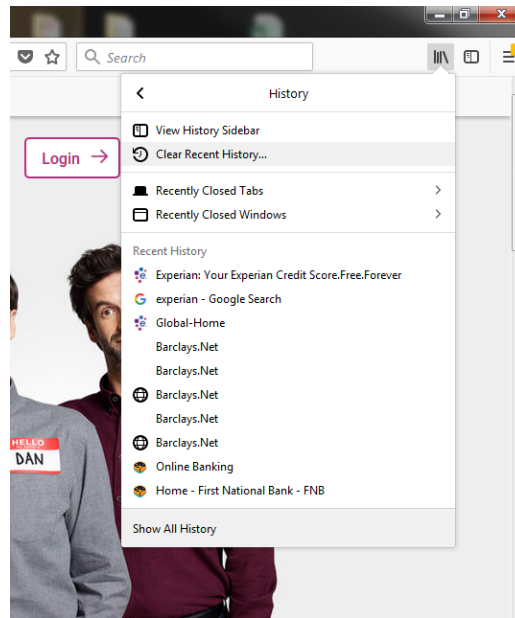 Search
History
View History Sidebar
Login
Clear Recent History...
Recently Closed Tabs
Recently Closed Windows
Recent History
Experian: Your Experian Credit Score.Free.Forever
experian - Google Search
Global-Home
Barclays.Net
Barclays.Net
Barclays.Net
Barclays.Net
Barclays.Net
HELLO
DAN
Online Banking
Home - First National Bank - FNB
Show All History